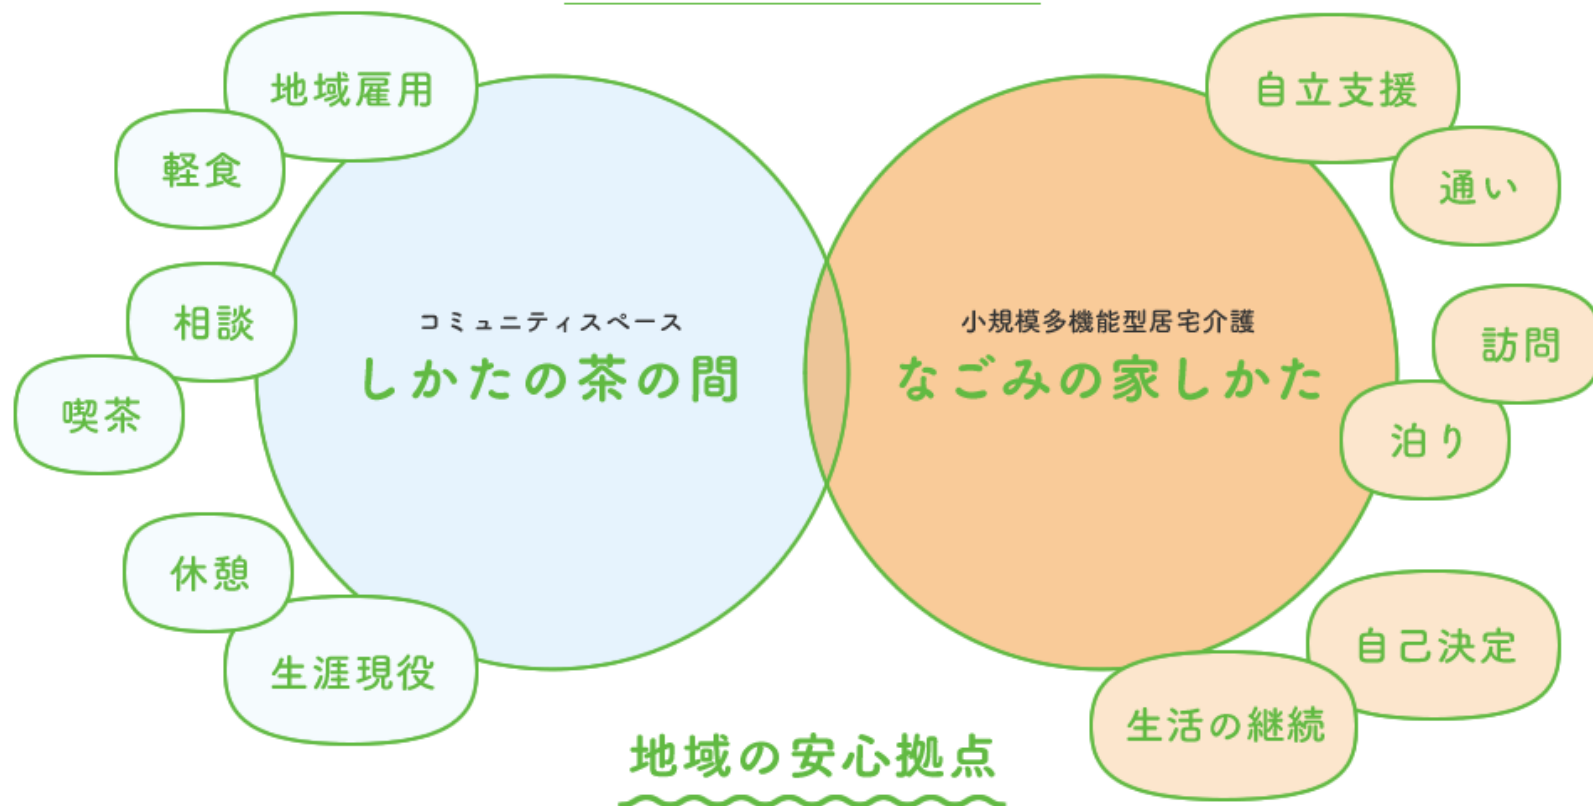 地域雇用
軽食
相談
喫茶
休憩
生涯現役
コミュニティスペース
しかたの茶の間
小規模多機能型居宅介護
なごみの家しかた
自立支援
通い
訪問
泊り
自己決定
生活の継続
地域の安心拠点